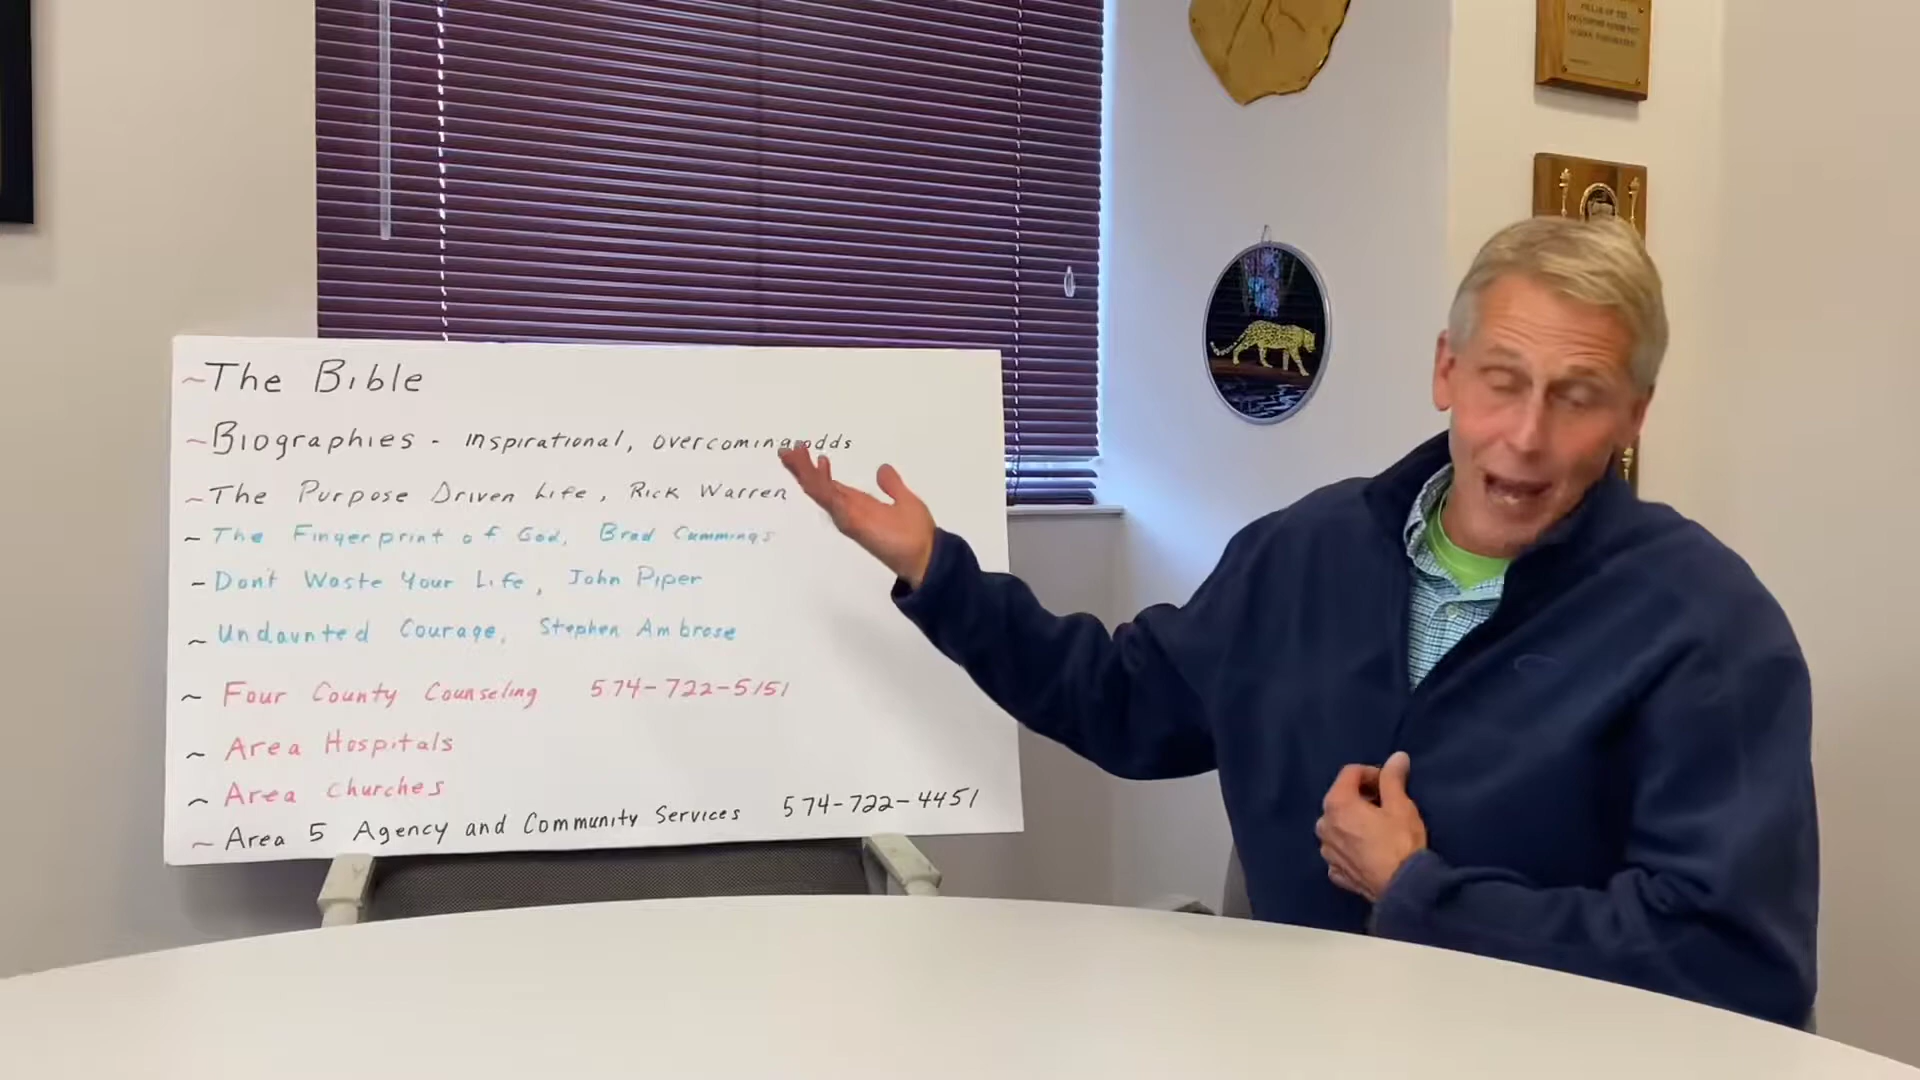 ~The Bible
~Biographies - inspirational, overcoming odds
~The Purpose Driven Life, Rick Warren
~The Fingerprint of God, Brad Cummings
~Don't Waste Your Life, John Piper
~Undaunted Courage, Stephen Ambrose
~Four County Counseling 574-722-5151
~Area Hospitals
~Area Churches
~Area 5 Agency and Community Services 574-722-4451